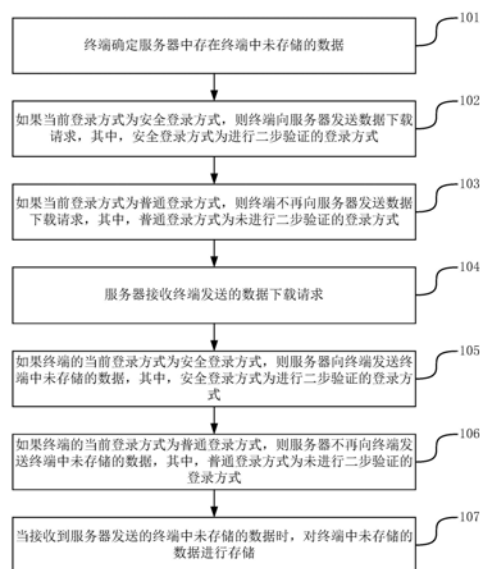 101
终端确定服务器中存在终端中未存储的数据
102
如果当前登录方式为安全登录方式，则终端向服务器发送数据下载
请求，其中，安全登录方式为进行二步验证的登录方式
103
如果当前登录方式为普通登录方式，则终端不再向服务器发送数据
下载请求，其中，普通登录方式为未进行二步验证的登录方式
104
服务器接收终端发送的数据下载请求
105
如果终端的当前登录方式为安全登录方式，则服务器向终端发送终
端中未存储的数据，其中，安全登录方式为进行二步验证的登录方
式
106
如果终端的当前登录方式为普通登录方式，则服务器不再向终端发
送终端中未存储的数据，其中，普通登录方式为未进行二步验证的
登录方式
107
当接收到服务器发送的终端中未存储的数据时，对终端中未存储的
数据进行存储